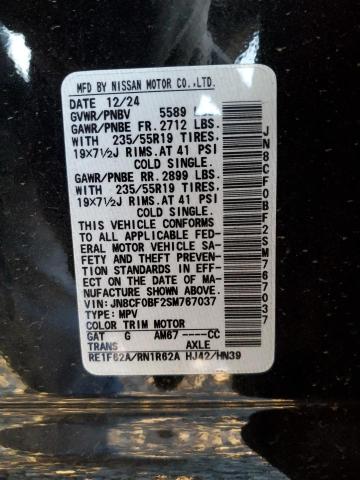 MFD BY NISSAN MOTOR CO.,LTD.
DATE 12/24
GVWR/PNBV 5589 LBS
GAWR/PNBE FR. 2712 LBS.
WITH 235/55R19 TIRES,
19X7½J RIMS.AT 41 PSI
COLD SINGLE.
GAWR/PNBE RR. 2899 LBS.
WITH 235/55R19 TIRES,
19X7½J RIMS.AT 41 PSI
COLD SINGLE.
THIS VEHICLE CONFORMS
TO ALL APPLICABLE FED-
ERAL MOTOR VEHICLE SA-
FETY AND THEFT PREVEN-
TION STANDARDS IN EFF-
ECT ON THE DATE OF MA-
NUFACTURE SHOWN ABOVE.
VIN: JN8CF0BF2SM767037
TYPE: MPV
COLOR TRIM MOTOR
GAT G AM67 ----CC
TRANS AXLE
RE1F62A/RN1R62A HJ42/HN39
JN8CF0BF2SM767037